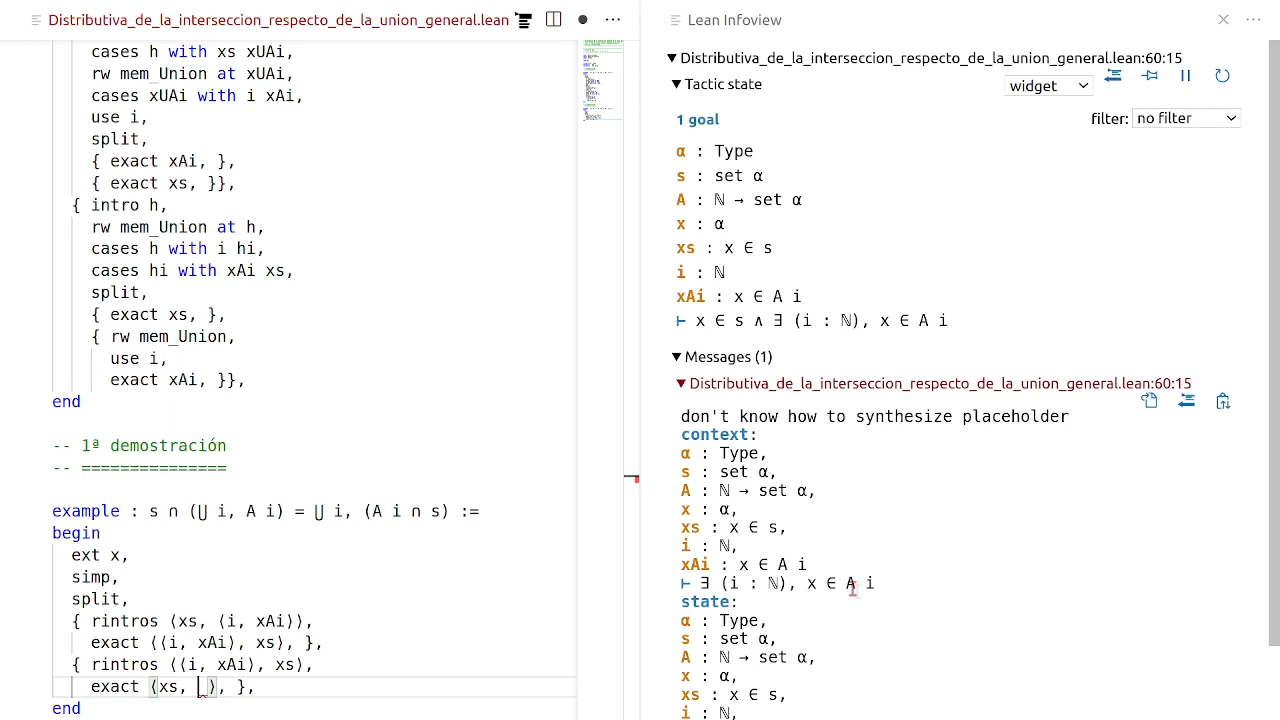 Distributiva_de_la_interseccion_respecto_de_la_union_general.lean
cases h with xs xUAi,
rw mem_Union at xUAi,
cases xUAi with i xAi,
use i,
split,
{ exact xAi, },
{ exact xs, }},
{ intro h,
rw mem_Union at h,
cases h with i hi,
cases hi with xAi xs,
split,
{ exact xs, },
{ rw mem_Union,
use i,
exact xAi, }},
end
-- 1ª demostración
-- ===============
example : s ∩ (⋃ i, A i) = ⋃ i, (A i ∩ s) :=
begin
ext x,
simp,
split,
{ rintros ⟨xs, ⟨i, xAi⟩⟩,
exact ⟨⟨i, xAi⟩, xs⟩, },
{ rintros ⟨⟨i, xAi⟩, xs⟩,
exact ⟨xs, _⟩, },
end
Lean Infoview
Distributiva_de_la_interseccion_respecto_de_la_union_general.lean:60:15
Tactic state
widget
1 goal
filter: no filter
α : Type
s : set α
A : ℕ → set α
x : α
xs : x ∈ s
i : ℕ
xAi : x ∈ A i
⊢ x ∈ s ∧ ∃ (i : ℕ), x ∈ A i
Messages (1)
Distributiva_de_la_interseccion_respecto_de_la_union_general.lean:60:15
don't know how to synthesize placeholder
context:
α : Type,
s : set α,
A : ℕ → set α,
x : α,
xs : x ∈ s,
i : ℕ,
xAi : x ∈ A i
⊢ ∃ (i : ℕ), x ∈ A i
state:
α : Type,
s : set α,
A : ℕ → set α,
x : α,
xs : x ∈ s,
i : ℕ,